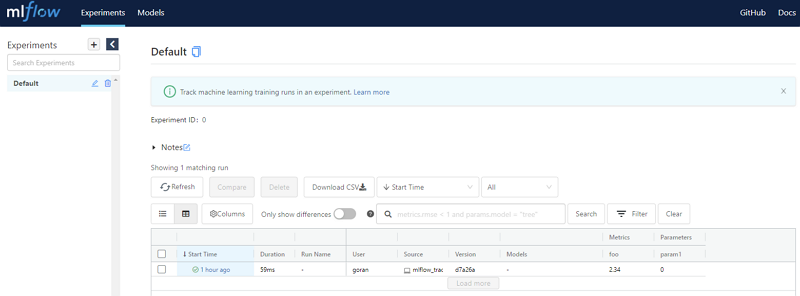 mlflow Experiments Models GitHub Docs
Experiments
Search Experiments
Default
Default
Track machine learning training runs in an experiment. Learn more
Experiment ID: 0
Notes
Showing 1 matching run
Refresh Compare Delete Download CSV Start Time All
Columns Only show differences metrics.rmse < 1 and params.model = "tree" Search Filter Clear
Metrics Parameters
Start Time Duration Run Name User Source Version Models foo param1
1 hour ago 59ms - goran mlflow_trac d7a26a - 2.34 0
Load more